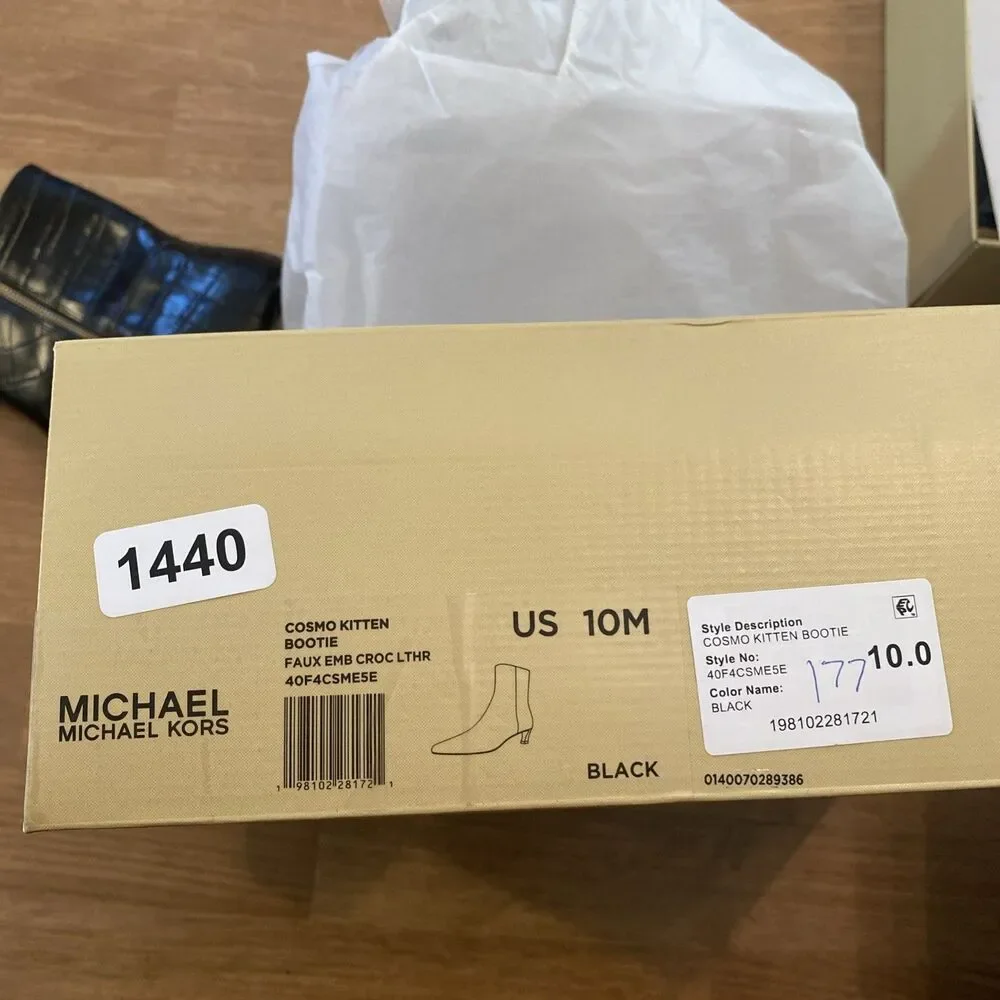 1440
COSMO KITTEN
BOOTIE
FAUX EMB CROC LTHR
40F4CSME5E
MICHAEL
MICHAEL KORS
1 98102 28172 1
US 10M
BLACK
Style Description
COSMO KITTEN BOOTIE
Style No:
40F4CSME5E
177
10.0
Color Name:
BLACK
198102281721
0140070289386